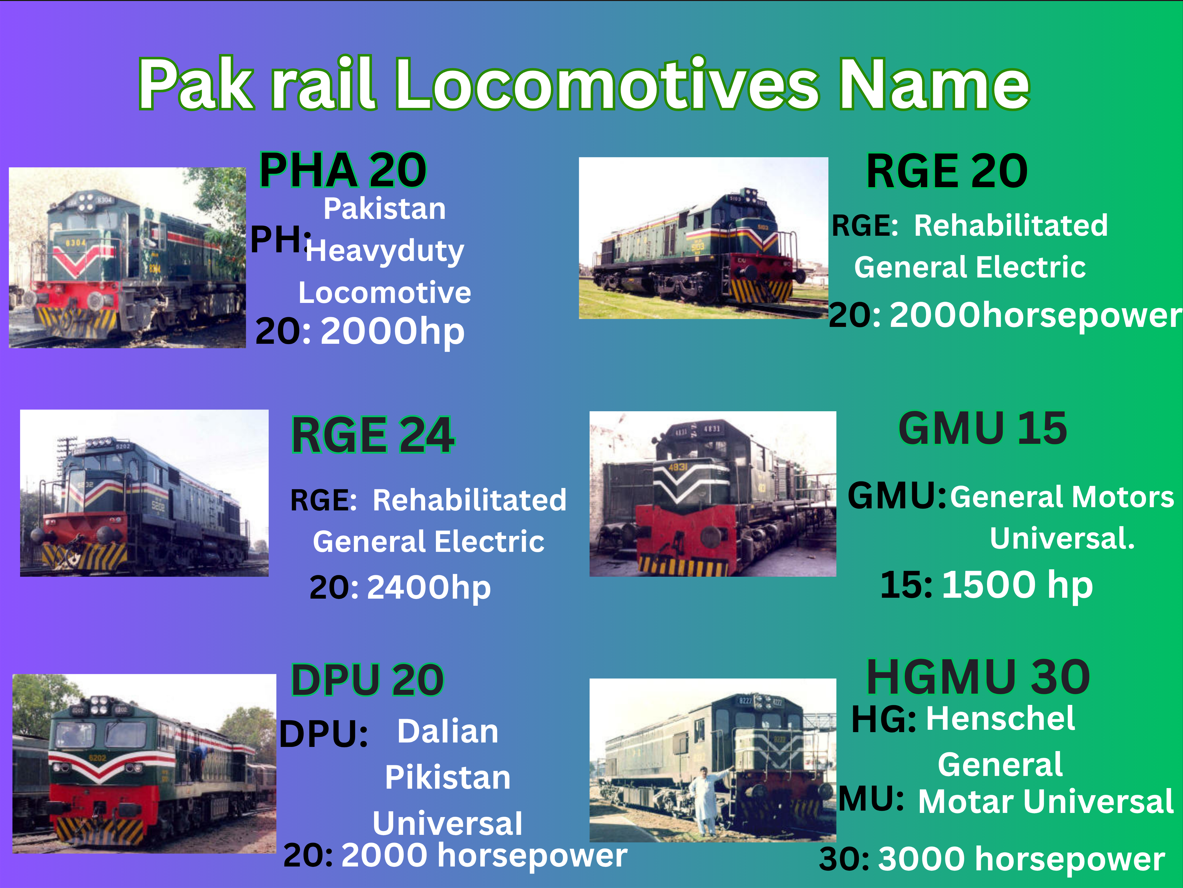 Pak rail Locomotives Name
PHA 20
PH:
Pakistan
Heavyduty
Locomotive
20: 2000hp
8304
RGE 20
RGE: Rehabilitated
General Electric
20: 2000horsepower
RGE 24
RGE: Rehabilitated
General Electric
20: 2400hp
GMU 15
GMU: General Motors
Universal.
15: 1500 hp
4831
DPU 20
DPU: Dalian
Pikistan
Universal
20: 2000 horsepower
HGMU 30
HG: Henschel
General
MU: Motar Universal
30: 3000 horsepower
8227